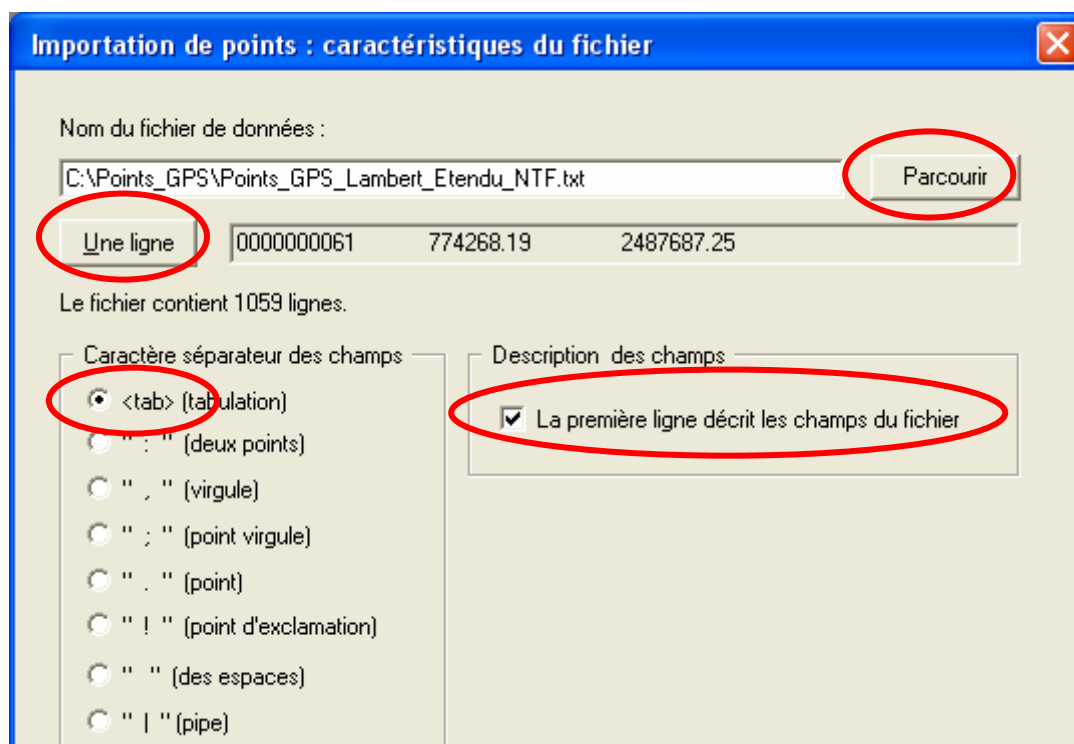 Importation de points : caractéristiques du fichier
Nom du fichier de données :
C:\Points_GPS\Points_GPS_Lambert_Etendu_NTF.txt Parcourir
Une ligne 0000000061 774268.19 2487687.25
Le fichier contient 1059 lignes.
Caractère séparateur des champs Description des champs
<tab> (tabulation)
La première ligne décrit les champs du fichier
" : " (deux points)
" , " (virgule)
" ; " (point virgule)
" . " (point)
" ! " (point d'exclamation)
" " (des espaces)
" | " (pipe)